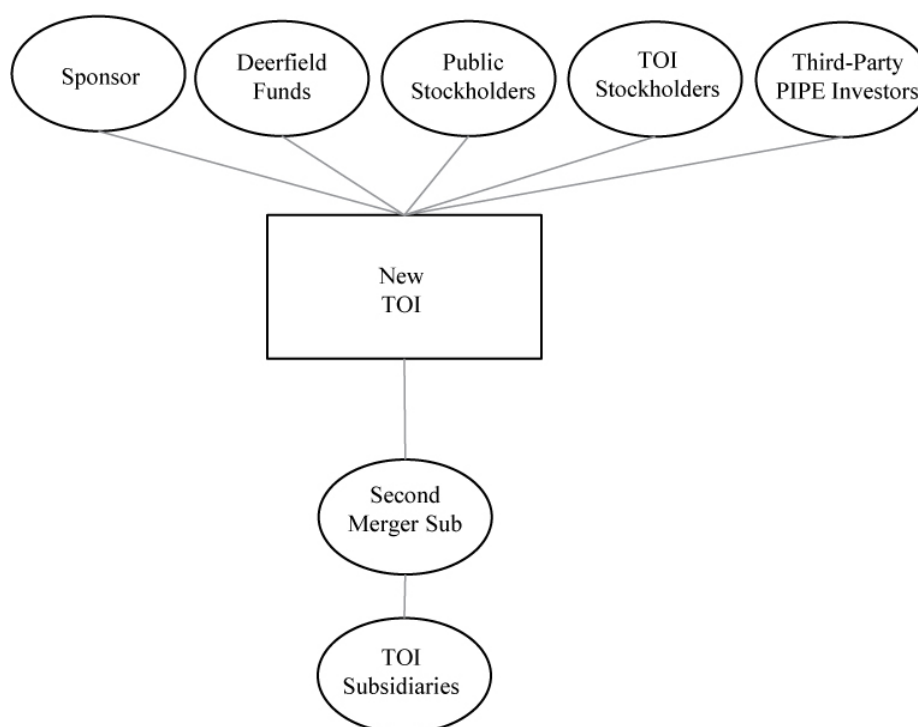 Sponsor
Deerfield
Funds
Public
Stockholders
TOI
Stockholders
Third-Party
PIPE Investors
New
TOI
Second
Merger Sub
TOI
Subsidiaries